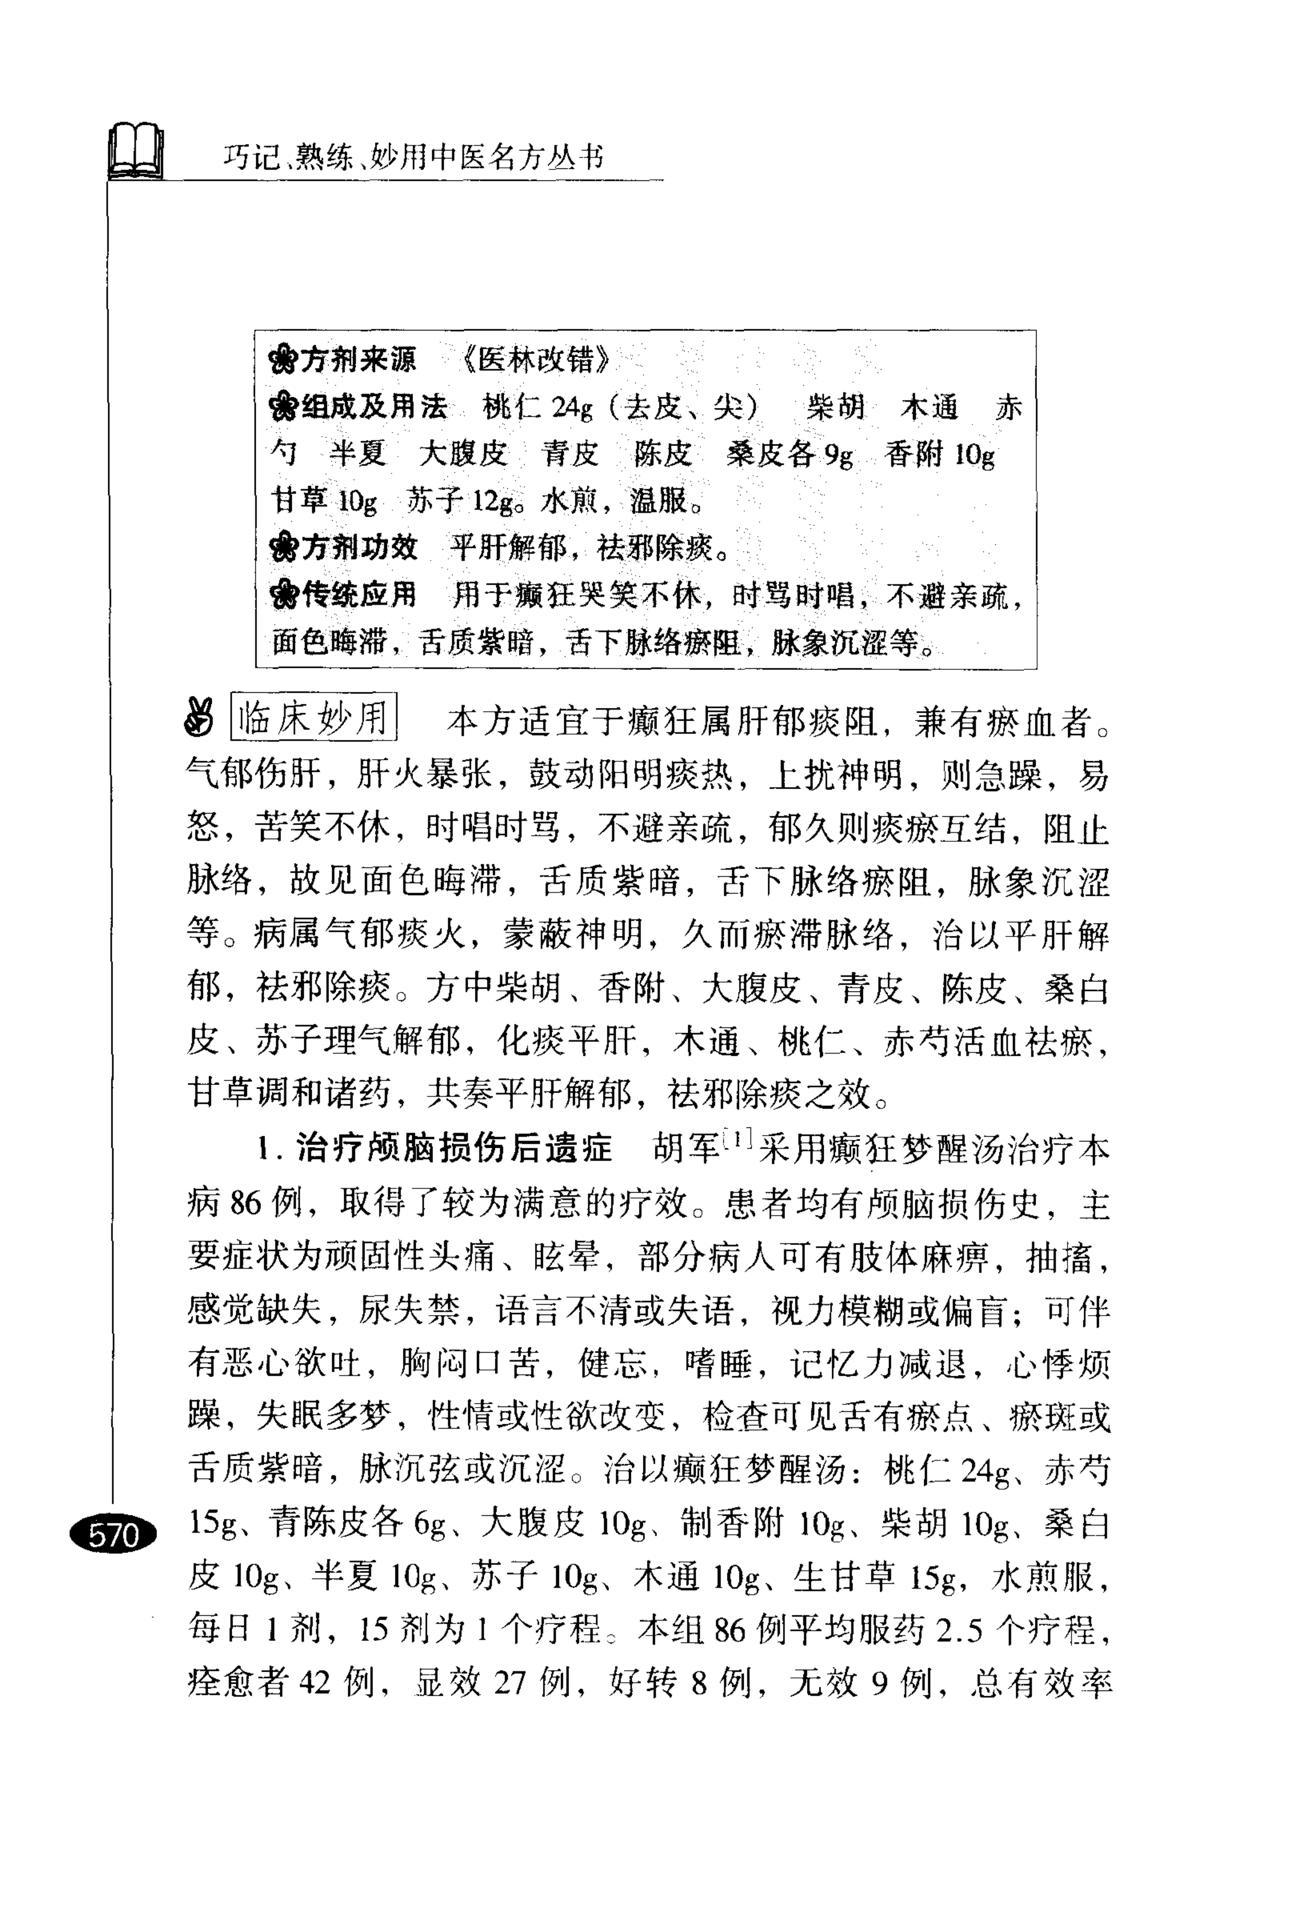 巧记、熟练、妙用中医名方丛书
方剂来源 《医林改错》
组成及用法 桃仁 24g（去皮、尖） 柴胡 木通 赤
勺 半夏 大腹皮 青皮 陈皮 桑皮各 9g 香附 10g
甘草 10g 苏子 12g。水煎，温服。
方剂功效 平肝解郁，祛邪除痰。
传统应用 用于癫狂哭笑不休，时骂时唱，不避亲疏，
面色晦滞，舌质紫暗，舌下脉络瘀阻，脉象沉涩等。
临床妙用 本方适宜于癫狂属肝郁痰阻，兼有瘀血者。
气郁伤肝，肝火暴张，鼓动阳明痰热，上扰神明，则急躁，易
怒，苦笑不休，时唱时骂，不避亲疏，郁久则痰瘀互结，阻止
脉络，故见面色晦滞，舌质紫暗，舌下脉络瘀阻，脉象沉涩
等。病属气郁痰火，蒙蔽神明，久而瘀滞脉络，治以平肝解
郁，祛邪除痰。方中柴胡、香附、大腹皮、青皮、陈皮、桑白
皮、苏子理气解郁，化痰平肝，木通、桃仁、赤芍活血祛瘀，
甘草调和诸药，共奏平肝解郁，祛邪除痰之效。
1. 治疗颅脑损伤后遗症 胡军[1]采用癫狂梦醒汤治疗本
病 86 例，取得了较为满意的疗效。患者均有颅脑损伤史，主
要症状为顽固性头痛、眩晕，部分病人可有肢体麻痹，抽搐，
感觉缺失，尿失禁，语言不清或失语，视力模糊或偏盲；可伴
有恶心欲吐，胸闷口苦，健忘，嗜睡，记忆力减退，心悸烦
躁，失眠多梦，性情或性欲改变，检查可见舌有瘀点、瘀斑或
舌质紫暗，脉沉弦或沉涩。治以癫狂梦醒汤：桃仁 24g、赤芍
15g、青陈皮各 6g、大腹皮 10g、制香附 10g、柴胡 10g、桑白
皮 10g、半夏 10g、苏子 10g、木通 10g、生甘草 15g，水煎服，
每日 1 剂，15 剂为 1 个疗程。本组 86 例平均服药 2.5 个疗程，
痊愈者 42 例，显效 27 例，好转 8 例，无效 9 例，总有效率
570